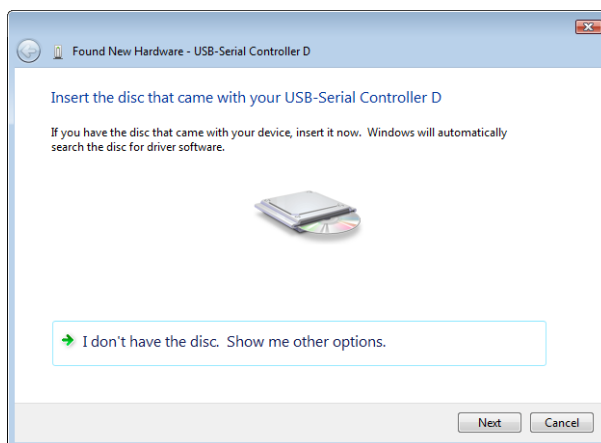 Found New Hardware - USB-Serial Controller D
Insert the disc that came with your USB-Serial Controller D
If you have the disc that came with your device, insert it now.  Windows will automatically
search the disc for driver software.
I don't have the disc.  Show me other options.
Next
Cancel